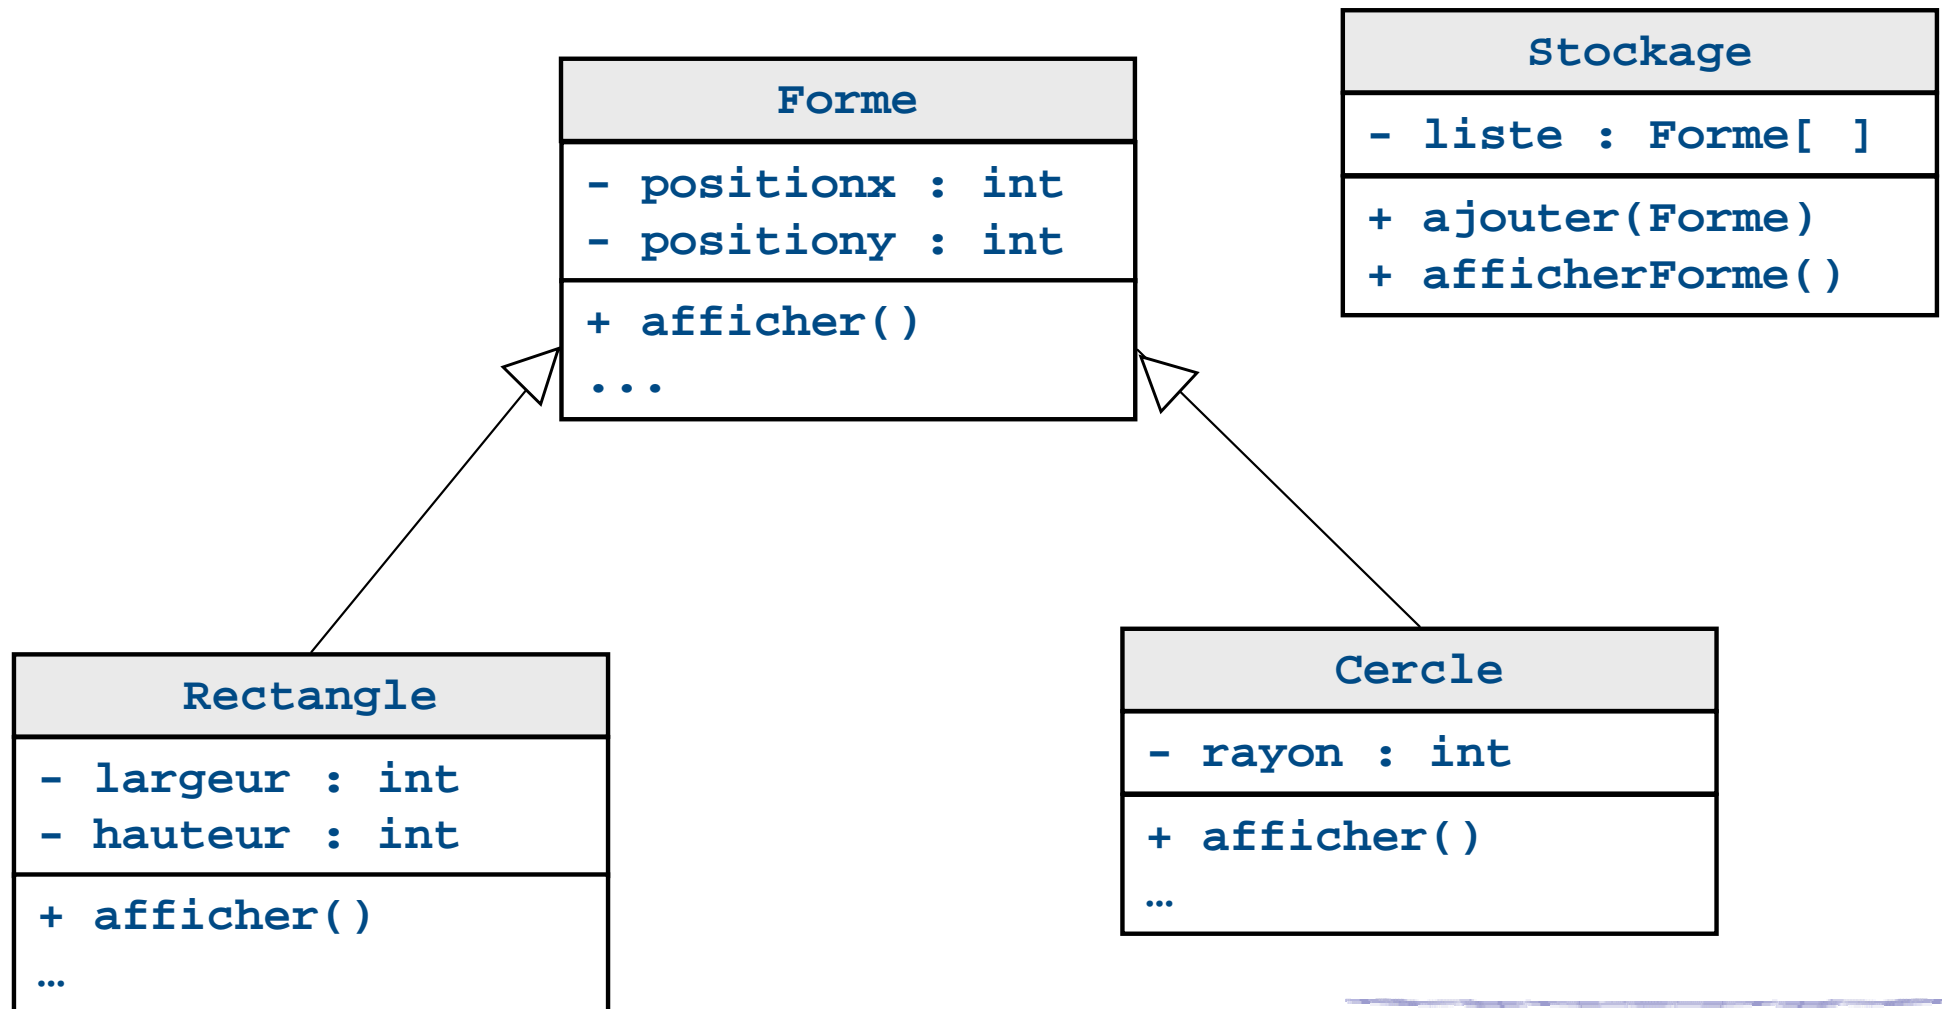 Forme
- positionx : int
- positiony : int
+ afficher()
...
Stockage
- liste : Forme[ ]
+ ajouter(Forme)
+ afficherForme()
Rectangle
- largeur : int
- hauteur : int
+ afficher()
…
Cercle
- rayon : int
+ afficher()
…